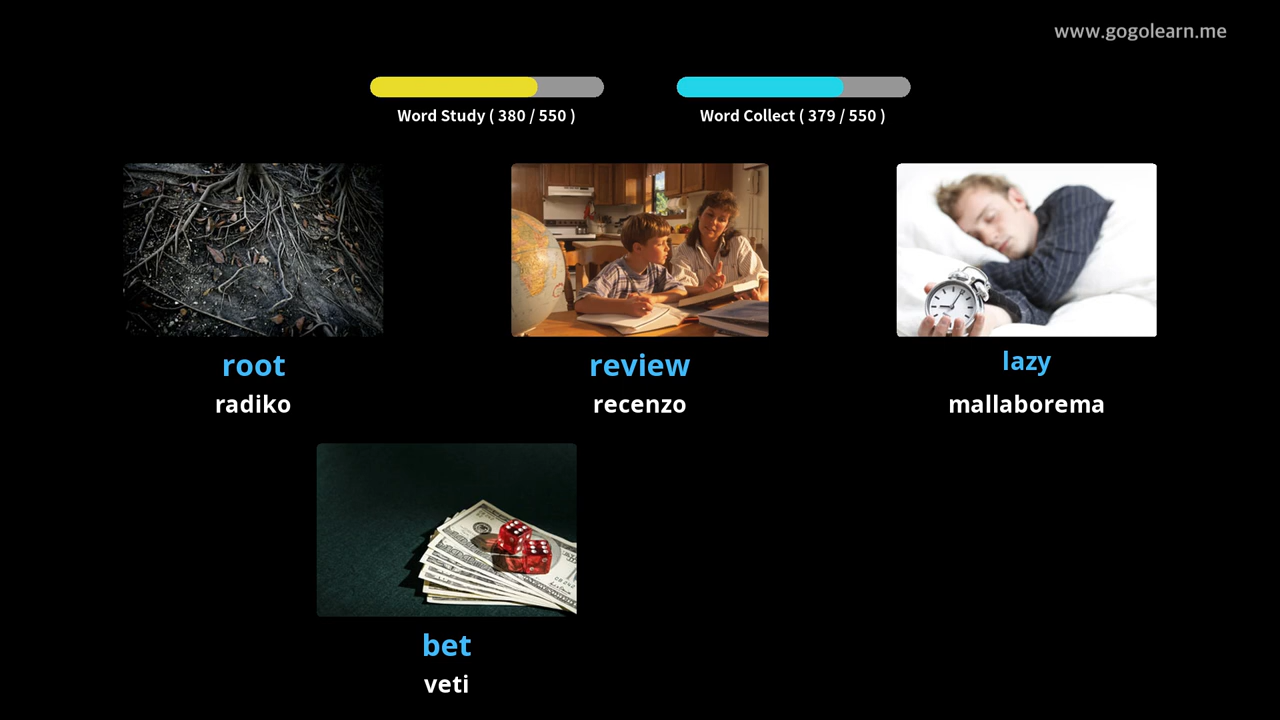 www.gogolearn.me
Word Study ( 380 / 550 )
Word Collect ( 379 / 550 )
root
radiko
review
recenzo
lazy
mallaborema
bet
veti